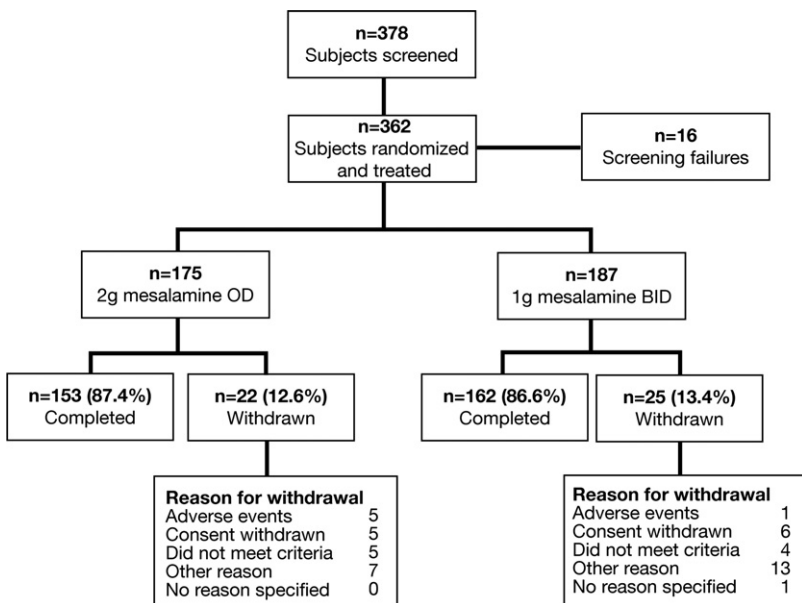 n=378
Subjects screened
n=362
Subjects randomized
and treated
n=16
Screening failures
n=175
2g mesalamine OD
n=187
1g mesalamine BID
n=153 (87.4%)
Completed
n=22 (12.6%)
Withdrawn
n=162 (86.6%)
Completed
n=25 (13.4%)
Withdrawn
Reason for withdrawal
Adverse events 5
Consent withdrawn 5
Did not meet criteria 5
Other reason 7
No reason specified 0
Reason for withdrawal
Adverse events 1
Consent withdrawn 6
Did not meet criteria 4
Other reason 13
No reason specified 1